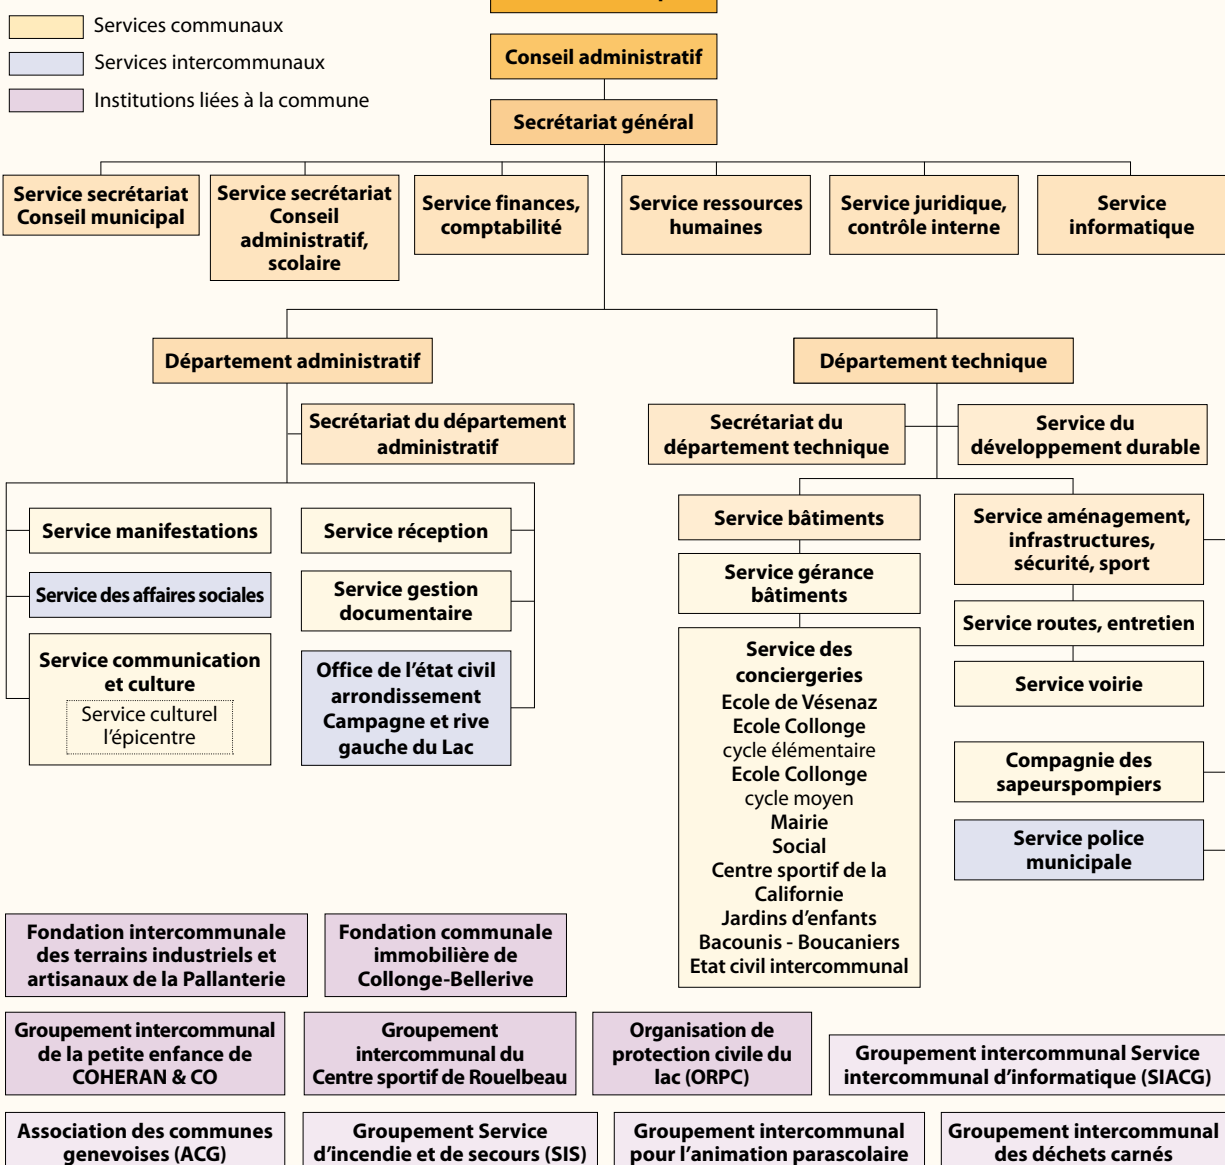 Services communaux
Services intercommunaux
Institutions liées à la commune
Conseil administratif
Secrétariat général
Service secrétariat
Conseil municipal
Service secrétariat
Conseil
administratif,
scolaire
Service finances,
comptabilité
Service ressources
humaines
Service juridique,
contrôle interne
Service
informatique
Département administratif
Département technique
Secrétariat du département
administratif
Secrétariat du
département technique
Service du
développement durable
Service manifestations
Service des affaires sociales
Service communication
et culture
Service culturel
l'épicentre
Service réception
Service gestion
documentaire
Office de l'état civil
arrondissement
Campagne et rive
gauche du Lac
Service bâtiments
Service gérance
bâtiments
Service des
conciergeries
Ecole de Vésenaz
Ecole Collonge
cycle élémentaire
Ecole Collonge
cycle moyen
Mairie
Social
Centre sportif de la
Californie
Jardins d'enfants
Bacounis - Boucaniers
Etat civil intercommunal
Service aménagement,
infrastructures,
sécurité, sport
Service routes, entretien
Service voirie
Compagnie des
sapeurspompiers
Service police
municipale
Fondation intercommunale
des terrains industriels et
artisanaux de la Pallanterie
Fondation communale
immobilière de
Collonge-Bellerive
Groupement intercommunal
de la petite enfance de
COHERAN & CO
Groupement
intercommunal du
Centre sportif de Rouelbeau
Organisation de
protection civile du
lac (ORPC)
Groupement intercommunal Service
intercommunal d'informatique (SIACG)
Association des communes
genevoises (ACG)
Groupement Service
d'incendie et de secours (SIS)
Groupement intercommunal
pour l'animation parascolaire
Groupement intercommunal
des déchets carnés